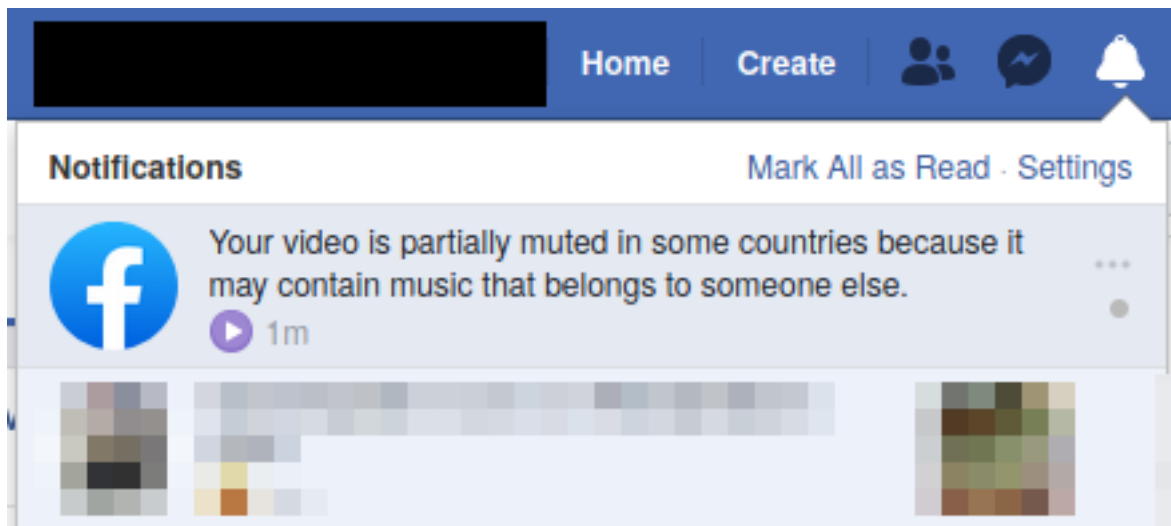 Home Create
Notifications Mark All as Read · Settings
Your video is partially muted in some countries because it
may contain music that belongs to someone else.
1m